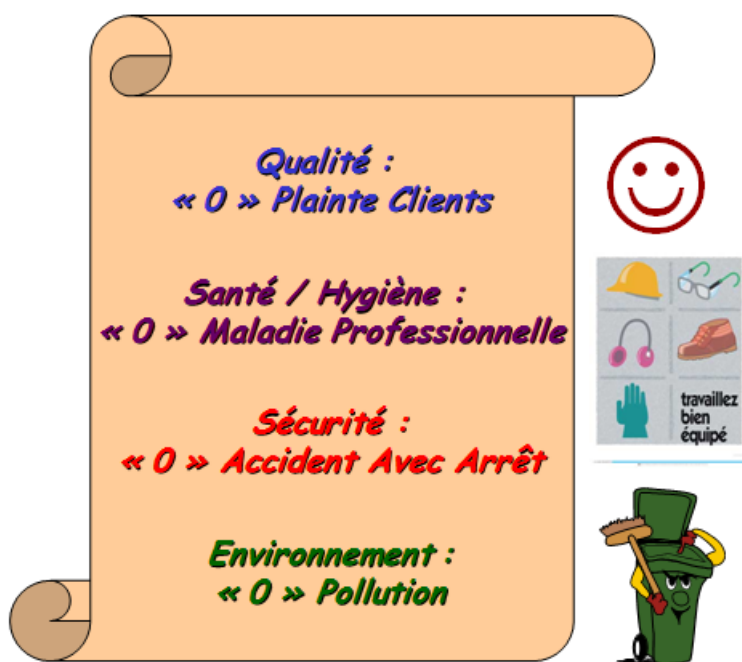 Qualité :
« 0 » Plainte Clients
Santé / Hygiène :
« 0 » Maladie Professionnelle
Sécurité :
« 0 » Accident Avec Arrêt
Environnement :
« 0 » Pollution
travaillez
bien
équipé